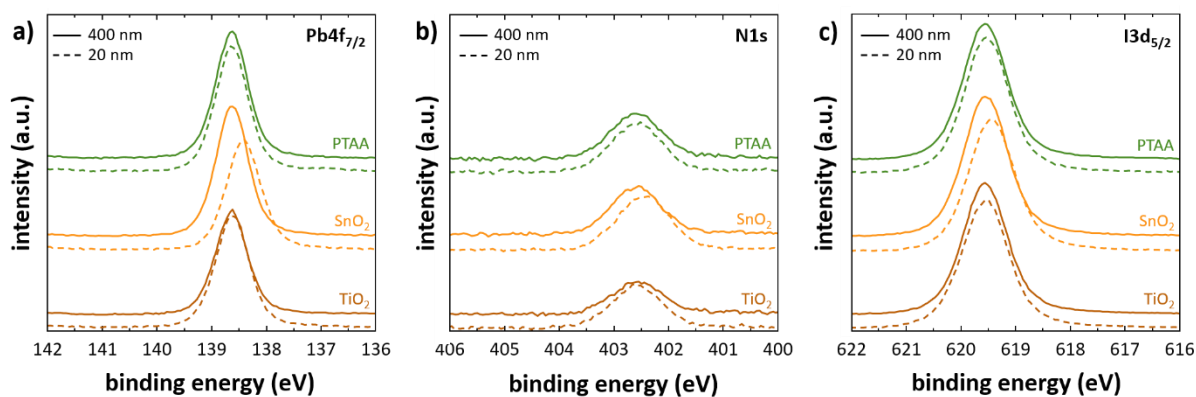 a)
400 nm
20 nm
Pb4f7/2
PTAA
SnO2
TiO2
intensity (a.u.)
142 141 140 139 138 137 136
binding energy (eV)
b)
400 nm
20 nm
N1s
PTAA
SnO2
TiO2
intensity (a.u.)
406 405 404 403 402 401 400
binding energy (eV)
c)
400 nm
20 nm
I3d5/2
PTAA
SnO2
TiO2
intensity (a.u.)
622 621 620 619 618 617 616
binding energy (eV)